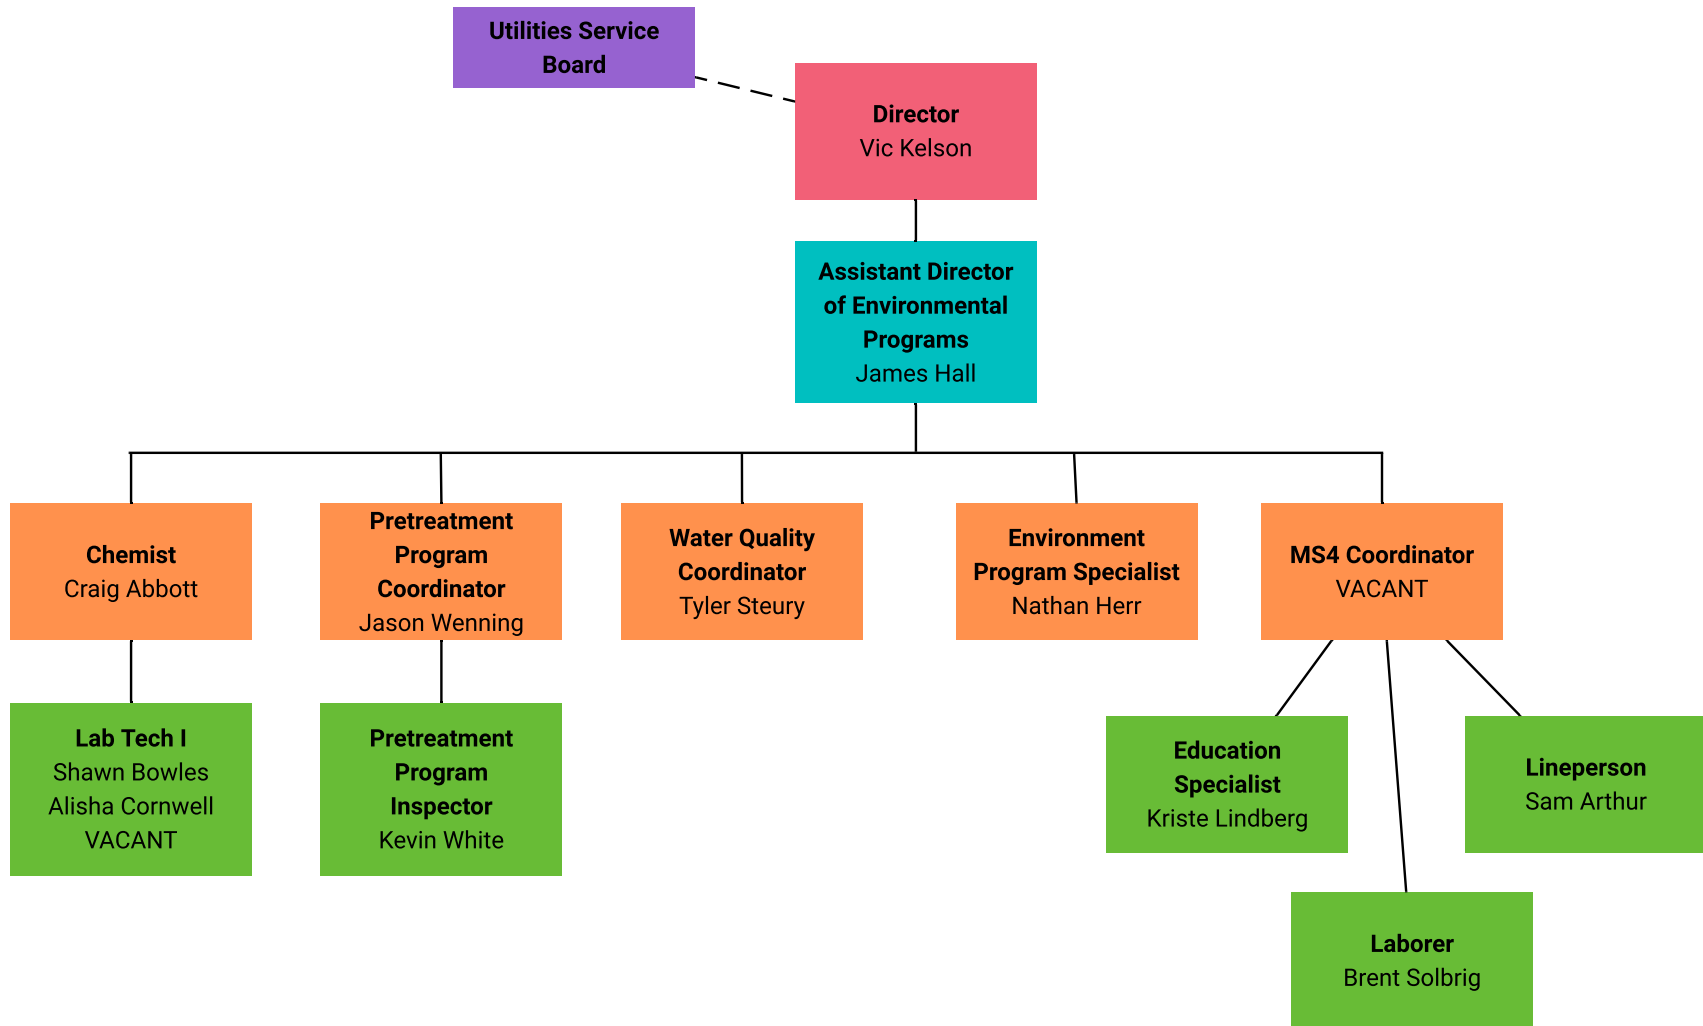 Utilities Service
Board
Director
Vic Kelson
Assistant Director
of Environmental
Programs
James Hall
Chemist
Craig Abbott
Pretreatment
Program
Coordinator
Jason Wenning
Water Quality
Coordinator
Tyler Steury
Environment
Program Specialist
Nathan Herr
MS4 Coordinator
VACANT
Lab Tech I
Shawn Bowles
Alisha Cornwell
VACANT
Pretreatment
Program
Inspector
Kevin White
Education
Specialist
Kriste Lindberg
Lineperson
Sam Arthur
Laborer
Brent Solbrig